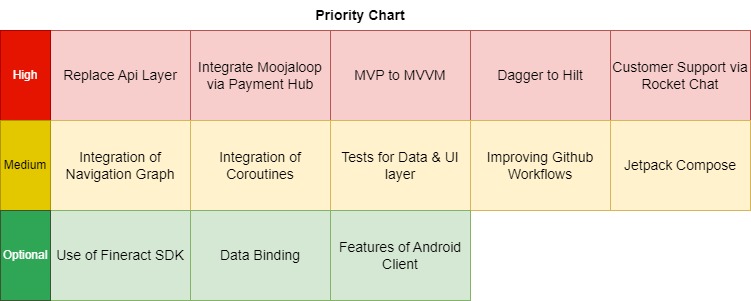 Priority Chart
High
Replace Api Layer
Integrate Moojaloop
via Payment Hub
MVP to MVVM
Dagger to Hilt
Customer Support via
Rocket Chat
Medium
Integration of
Navigation Graph
Integration of
Coroutines
Tests for Data & UI
layer
Improving Github
Workflows
Jetpack Compose
Optional
Use of Fineract SDK
Data Binding
Features of Android
Client